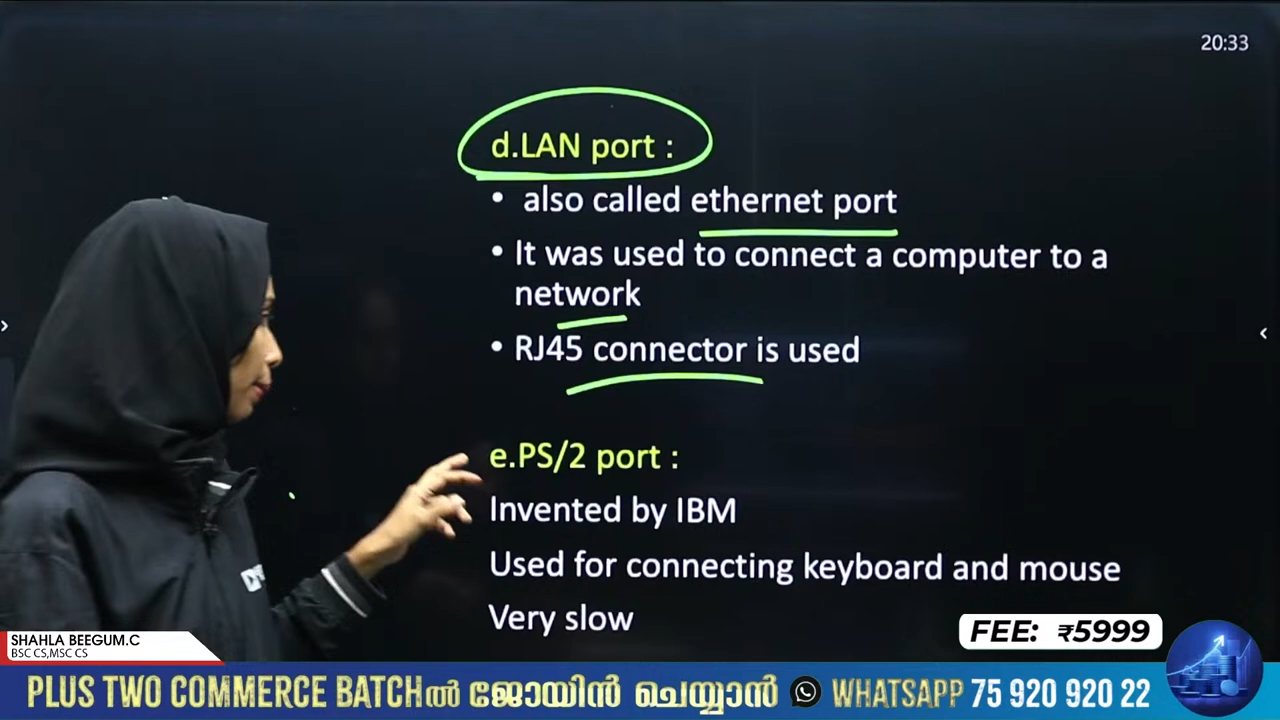 20:33
d.LAN port :
• also called ethernet port
• It was used to connect a computer to a
network
• RJ45 connector is used
e.PS/2 port :
Invented by IBM
Used for connecting keyboard and mouse
Very slow
FEE: ₹5999
SHAHLA BEEGUM.C
BSC CS,MSC CS
PLUS TWO COMMERCE BATCHൽ ജോയിൻ ചെയ്യാൻ WHATSAPP 75 920 920 22